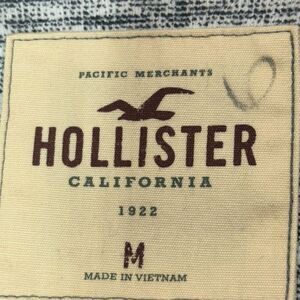 PACIFIC MERCHANTS
HOLLISTER
CALIFORNIA
1922
M
MADE IN VIETNAM